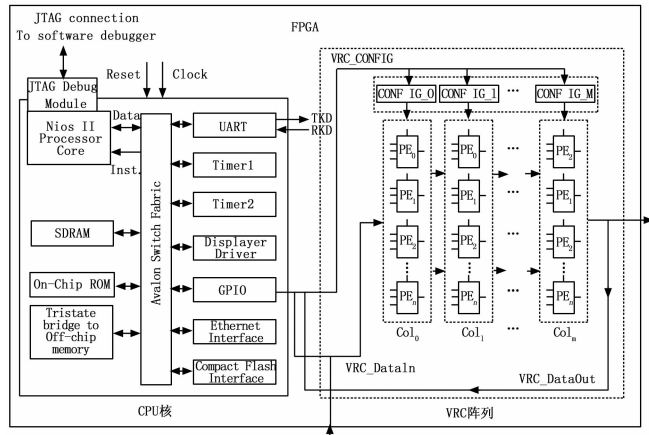 JTAG connection
To software debugger
FPGA
Reset
Clock
VRC_CONFIG
JTAG Debug
Module
Nios II
Processor
Core
Data
Inst.
SDRAM
On-Chip ROM
Tristate
bridge to
Off-chip
memory
Avalon Switch Fabric
UART
TKD
RKD
Timer1
Timer2
Displayer
Driver
GPIO
Ethernet
Interface
Compact Flash
Interface
CPU核
CONF IG_0
CONF IG_1
...
CONF IG_M
PE0
PE0
PE2
PE1
PE1
PE1
PE2
PE2
PE2
PEn
PEn
PEn
Col0
Col1
...
Colm
VRC_DataIn
VRC_DataOut
VRC阵列